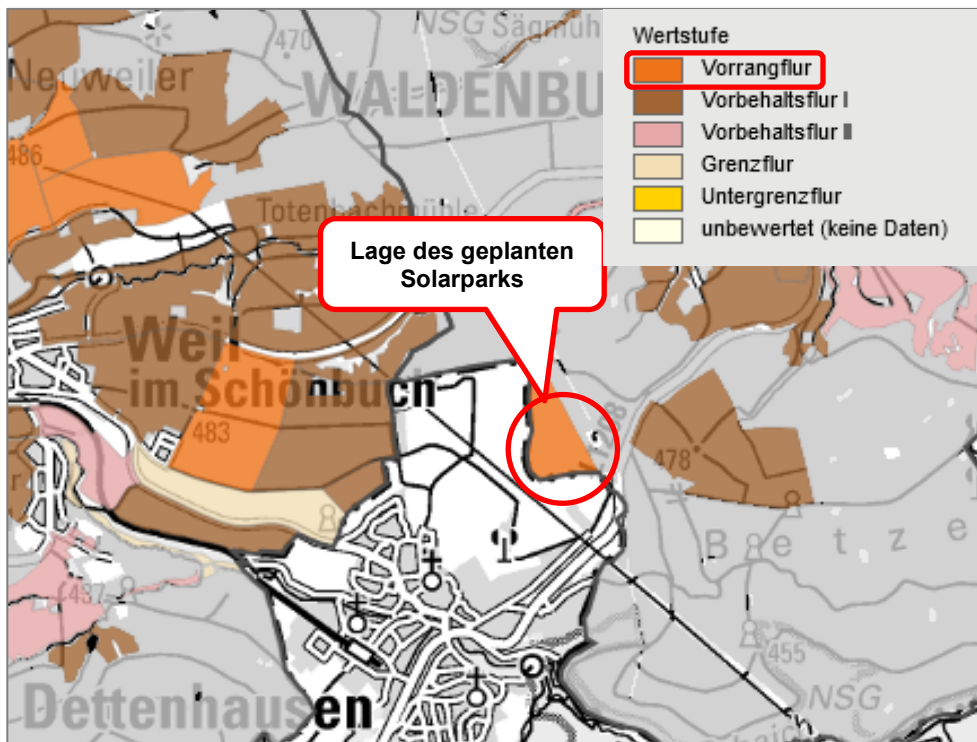 470
NSG Sägmüh
Neuweiler
WALDENBU
486
Totenbachmühle
Wertstufe
Vorrangflur
Vorbehaltsflur I
Vorbehaltsflur II
Grenzflur
Untergrenzflur
unbewertet (keine Daten)
Lage des geplanten
Solarparks
Weil
im Schönbuch
483
478
B e t z e
437
455
NSG
Dettenhausen